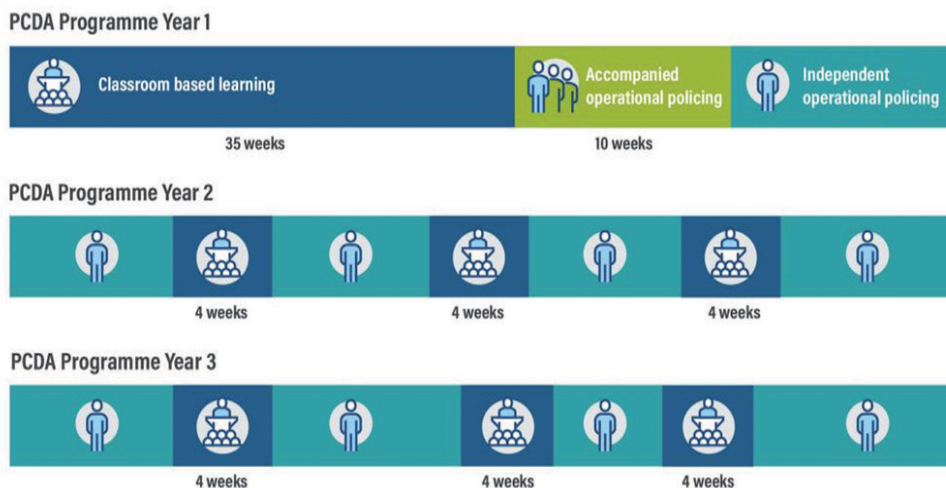 PCDA Programme Year 1
Classroom based learning
Accompanied
operational policing
Independent
operational policing
35 weeks
10 weeks
PCDA Programme Year 2
4 weeks
4 weeks
4 weeks
PCDA Programme Year 3
4 weeks
4 weeks
4 weeks